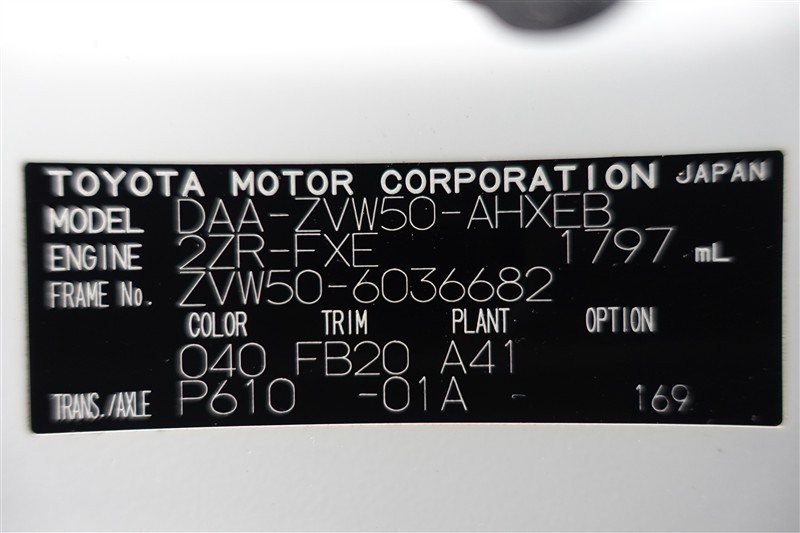 TOYOTA MOTOR CORPORATION JAPAN
MODEL DAA-ZVW50-AHXEB
ENGINE 2ZR-FXE 1797 mL
FRAME No. ZVW50-6036682
COLOR TRIM PLANT OPTION
040 FB20 A41
TRANS./AXLE P610 -01A - 169